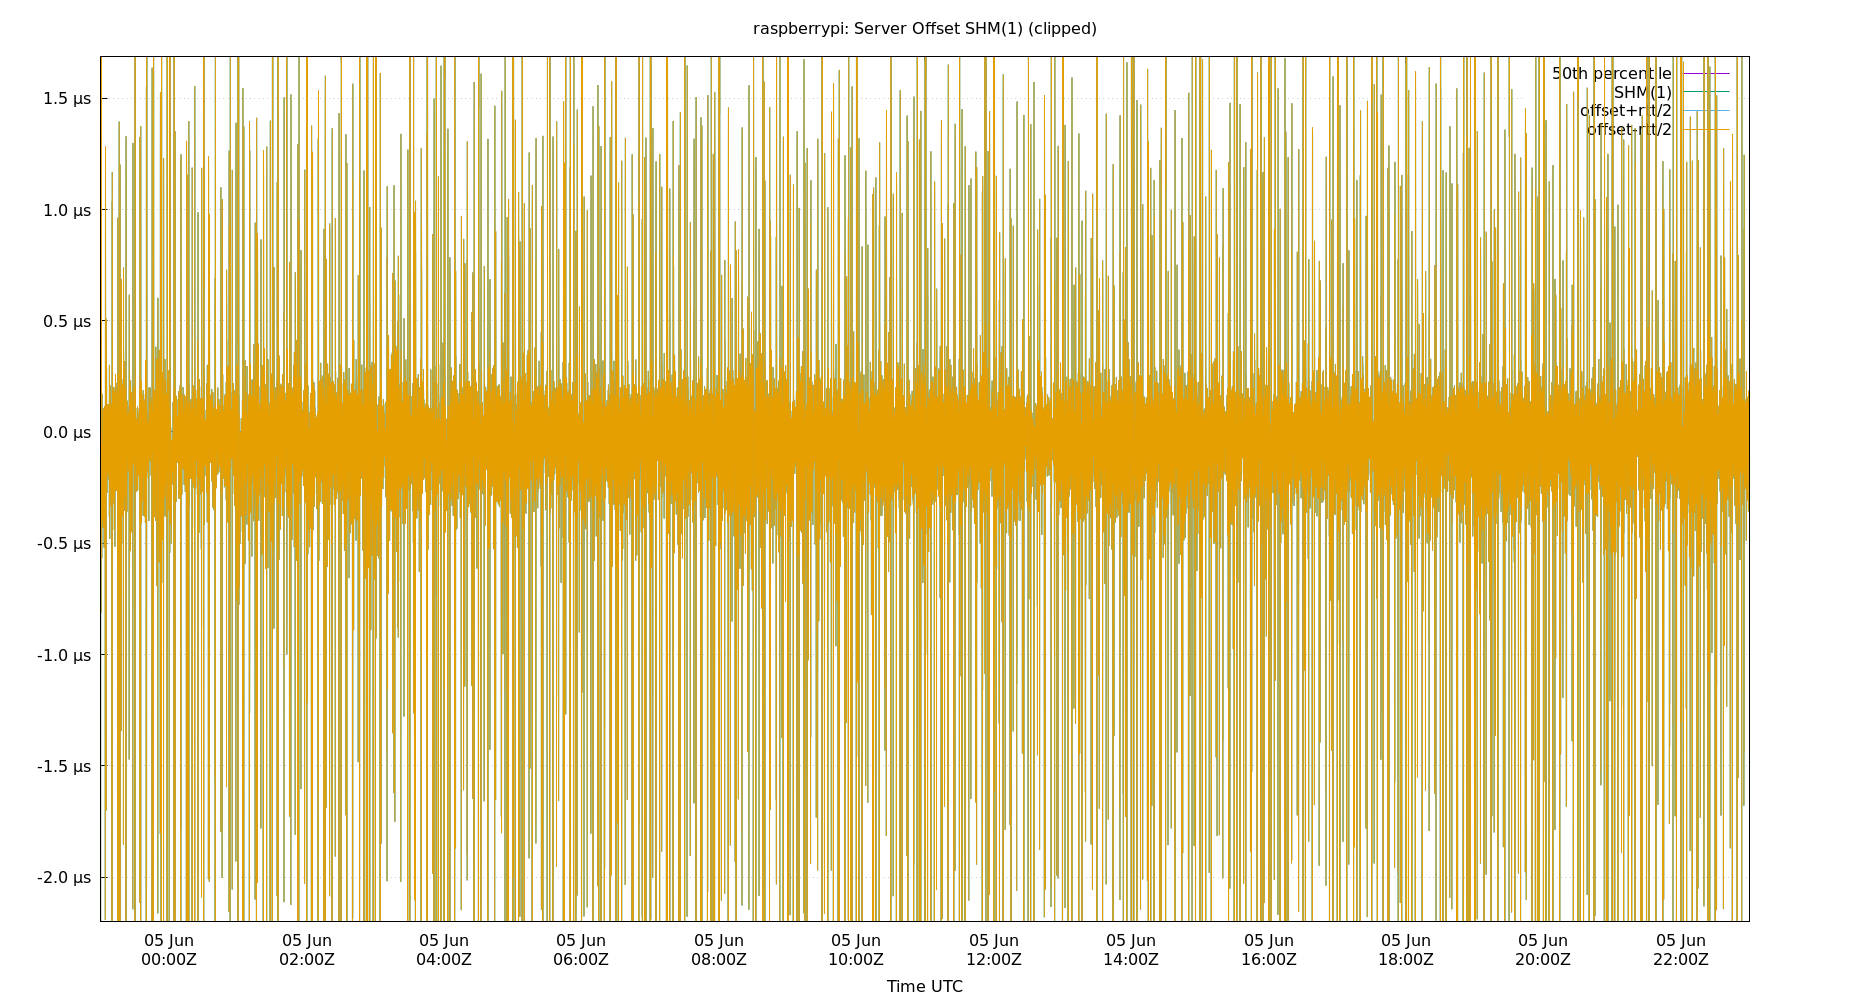 raspberrypi: Server Offset SHM(1) (clipped)
50th percentile
SHM(1)
offset+rtt/2
offset-rtt/2
1.5 µs
1.0 µs
0.5 µs
0.0 µs
-0.5 µs
-1.0 µs
-1.5 µs
-2.0 µs
05 Jun 05 Jun 05 Jun 05 Jun 05 Jun 05 Jun 05 Jun 05 Jun 05 Jun 05 Jun 05 Jun 05 Jun
00:00Z 02:00Z 04:00Z 06:00Z 08:00Z 10:00Z 12:00Z 14:00Z 16:00Z 18:00Z 20:00Z 22:00Z
Time UTC